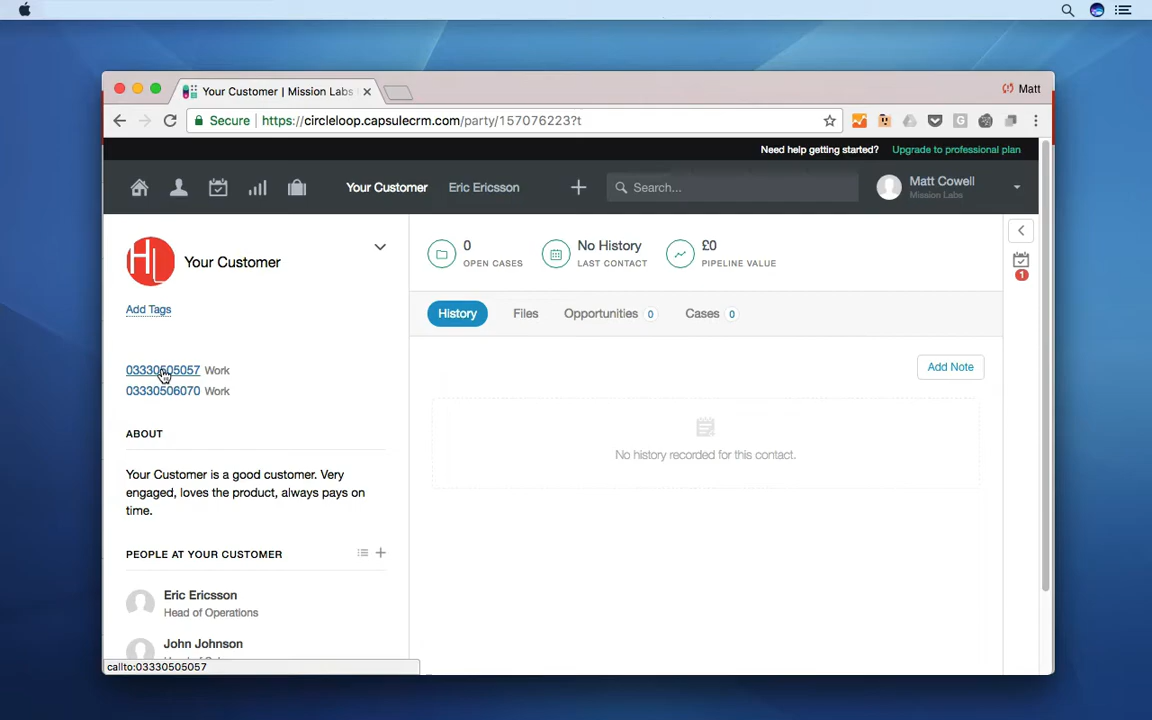 Your Customer | Mission Labs
Matt
Secure https://circleloop.capsulecrm.com/party/157076223?t
Need help getting started? Upgrade to professional plan
Your Customer Eric Ericsson Search... Matt Cowell
Mission Labs
HL Your Customer
0 OPEN CASES
No History LAST CONTACT
£0 PIPELINE VALUE
1
Add Tags
History Files Opportunities 0 Cases 0
03330505057 Work
03330506070 Work
Add Note
No history recorded for this contact.
ABOUT
Your Customer is a good customer. Very
engaged, loves the product, always pays on
time.
PEOPLE AT YOUR CUSTOMER
Eric Ericsson
Head of Operations
John Johnson
callto:03330505057